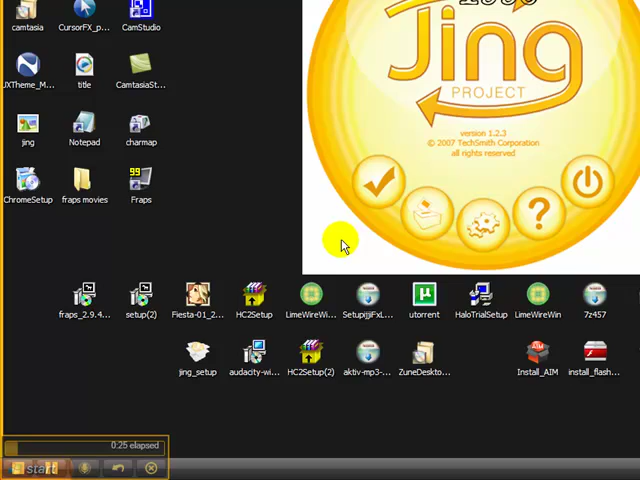 Jing
PROJECT
version 1.2.3
© 2007 TechSmith Corporation
all rights reserved
camtasia
CursorFX_p...
CamStudio
JXTheme_M...
title
CamtasiaSt...
jing
Notepad
charmap
ChromeSetup
fraps movies
99
Fraps
fraps_2.9.4...
setup(2)
Fiesta-01_2...
HC2Setup
LimeWireWi...
SetupijjiFxL...
utorrent
HaloTrialSetup
LimeWireWin
7z457
jing_setup
audacity-wi...
HC2Setup(2)
aktiv-mp3-...
ZuneDeskto...
Install_AIM
install_flash...
0:25 elapsed
start